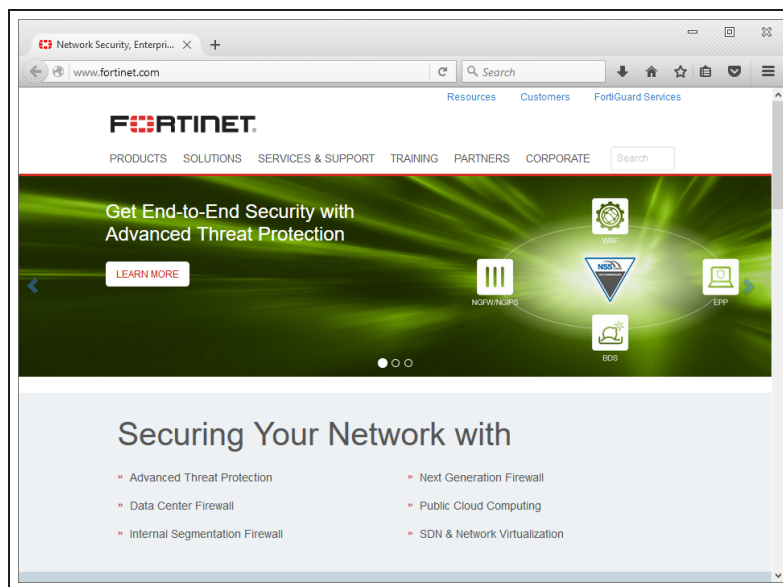 Network Security, Enterpri...
www.fortinet.com
Search
Resources Customers FortiGuard Services
FORTINET.
PRODUCTS SOLUTIONS SERVICES & SUPPORT TRAINING PARTNERS CORPORATE Search
Get End-to-End Security with
Advanced Threat Protection
LEARN MORE
WAF
NSS
NGFW/NGIPS
EPP
BDS
Securing Your Network with
» Advanced Threat Protection
» Next Generation Firewall
» Data Center Firewall
» Public Cloud Computing
» Internal Segmentation Firewall
» SDN & Network Virtualization